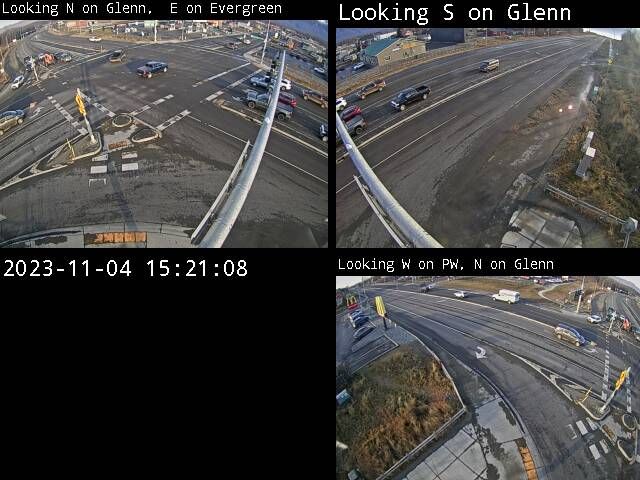 Looking N on Glenn,  E on Evergreen
Looking S on Glenn
2023-11-04 15:21:08
Looking W on PW, N on Glenn